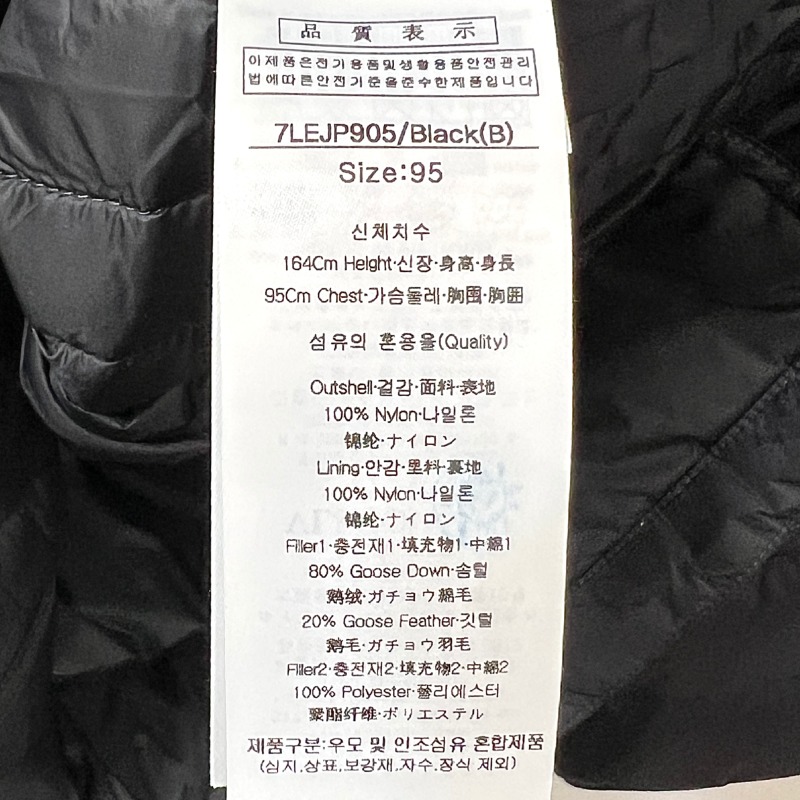 品質表示
이제품은전기용품및생활용품안전관리
법에따른안전기준을준수한제품입니다
7LEJP905/Black(B)
Size:95
신체치수
164Cm Height·신장·身高·身長
95Cm Chest·가슴둘레·胸围·胸囲
섬유의 혼용율(Quality)
Outshell·겉감·面料·表地
100% Nylon·나일론
锦纶·ナイロン
Lining·안감·里料·裏地
100% Nylon·나일론
锦纶·ナイロン
Filler1·충전재1·填充物1·中綿1
80% Goose Down·솜털
鹅绒·ガチョウ綿毛
20% Goose Feather·깃털
鹅毛·ガチョウ羽毛
Filler2·충전재2·填充物2·中綿2
100% Polyester·폴리에스터
聚酯纤维·ポリエステル
제품구분:우모 및 인조섬유 혼합제품
(심지.상표,보강재.자수.장식 제외)